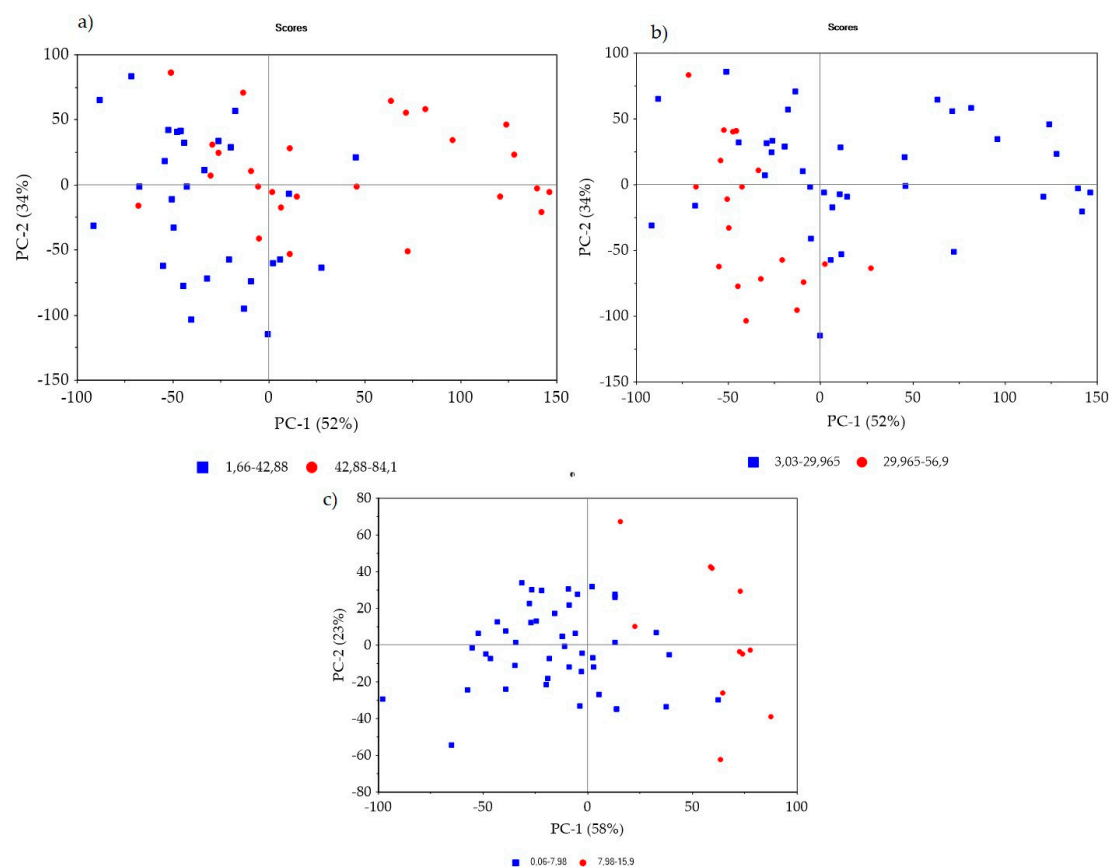 a)
Scores
100
50
0
-50
-100
-150
PC-2 (34%)
-100 -50 0 50 100 150
PC-1 (52%)
1,66-42,88 42,88-84,1
b)
Scores
100
50
0
-50
-100
-150
PC-2 (34%)
-100 -50 0 50 100 150
PC-1 (52%)
3,03-29,965 29,965-56,9
c)
80
60
40
20
0
-20
-40
-60
-80
PC-2 (23%)
-100 -50 0 50 100
PC-1 (58%)
0,06-7,98 7,98-15,9